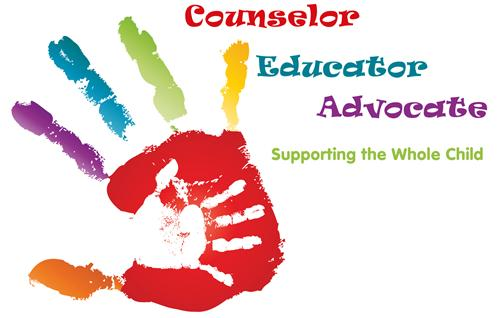 Counselor
Educator
Advocate
Supporting the Whole Child